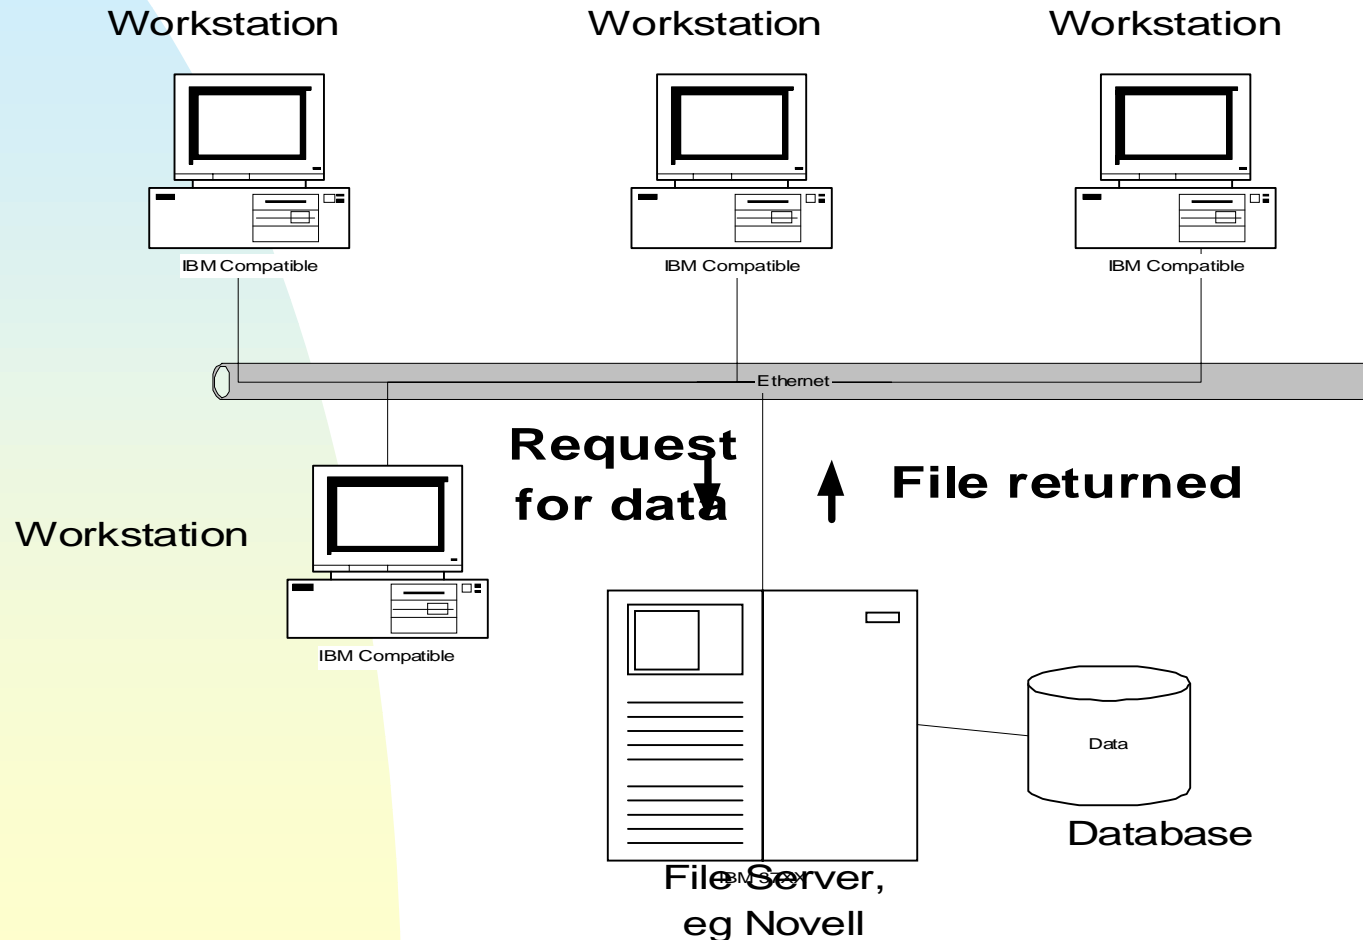 Workstation
Workstation
Workstation
IBM Compatible
IBM Compatible
IBM Compatible
Ethernet
Request
for data
File returned
Workstation
IBM Compatible
Data
Database
IBM
File Server,
eg Novell